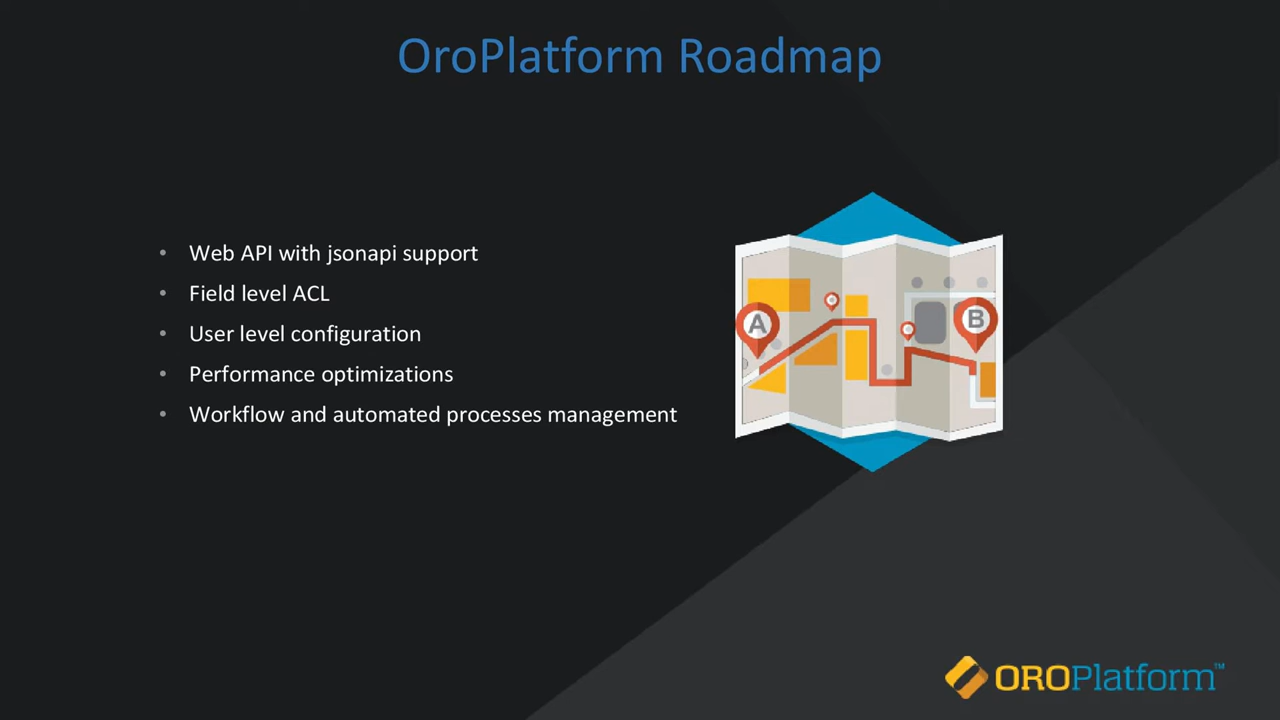 OroPlatform Roadmap
• Web API with jsonapi support
• Field level ACL
• User level configuration
• Performance optimizations
• Workflow and automated processes management
A
B
OROPlatform™